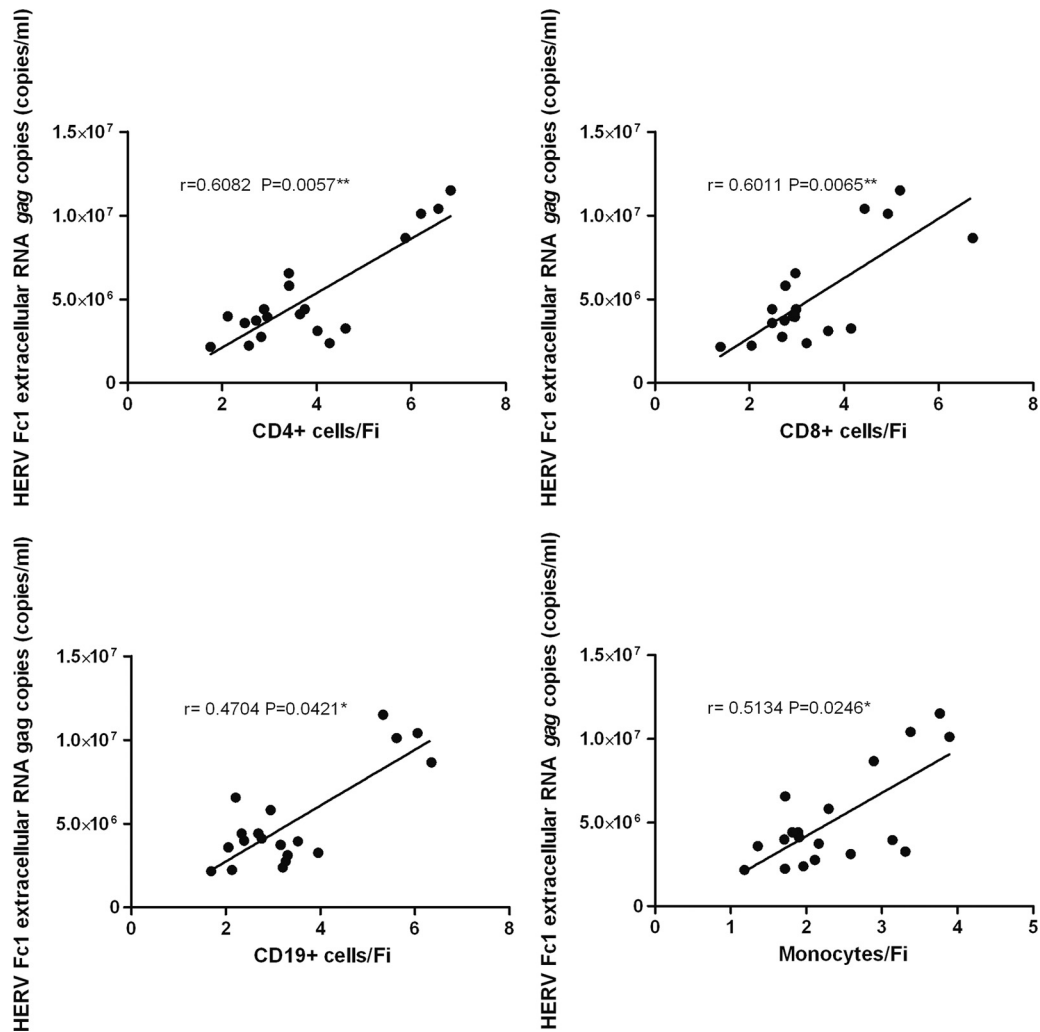 HERV Fc1 extracellular RNA gag copies (copies/ml)
1.5×10⁷
1.0×10⁷
5.0×10⁶
0
r=0.6082 P=0.0057**
0 2 4 6 8
CD4+ cells/Fi
HERV Fc1 extracellular RNA gag copies (copies/ml)
1.5×10⁷
1.0×10⁷
5.0×10⁶
0
r= 0.6011 P=0.0065**
0 2 4 6 8
CD8+ cells/Fi
HERV Fc1 extracellular RNA gag copies (copies/ml)
1.5×10⁷
1.0×10⁷
5.0×10⁶
0
r= 0.4704 P=0.0421*
0 2 4 6 8
CD19+ cells/Fi
HERV Fc1 extracellular RNA gag copies (copies/ml)
1.5×10⁷
1.0×10⁷
5.0×10⁶
0
r= 0.5134 P=0.0246*
0 1 2 3 4 5
Monocytes/Fi